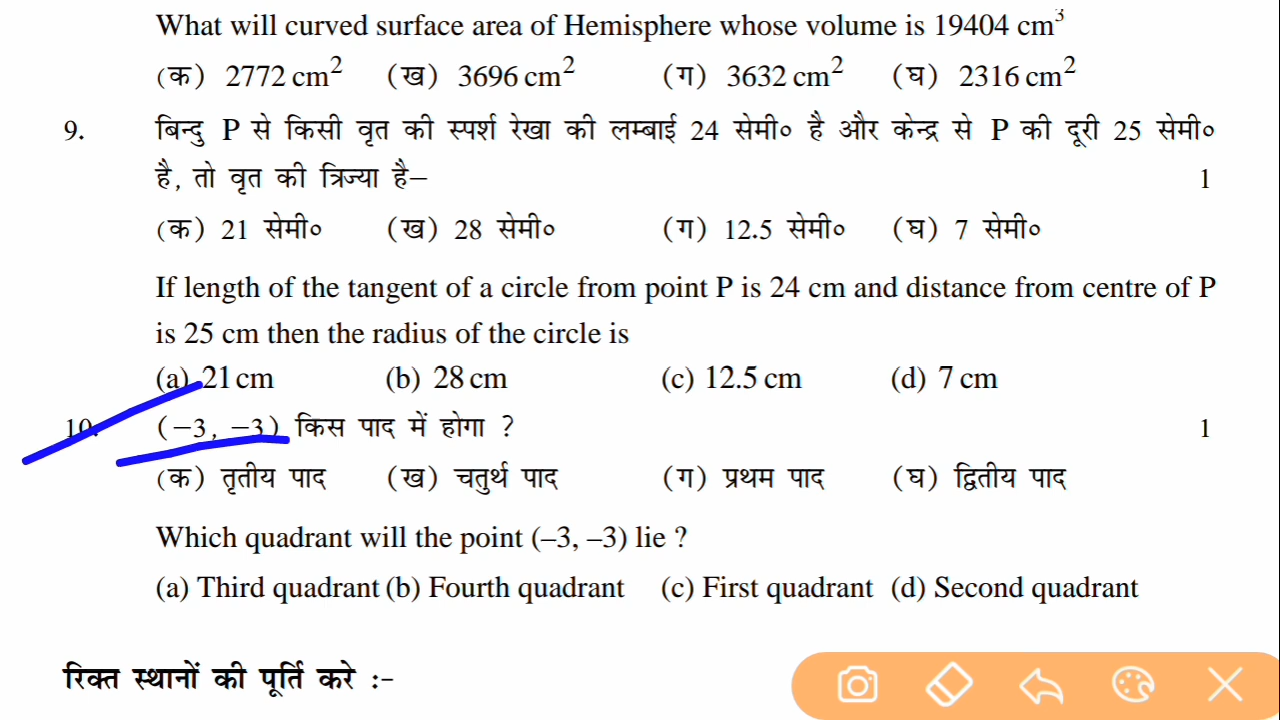 What will curved surface area of Hemisphere whose volume is 19404 cm³
(क) 2772 cm² (ख) 3696 cm² (ग) 3632 cm² (घ) 2316 cm²
9. बिन्दु P से किसी वृत की स्पर्श रेखा की लम्बाई 24 सेमी० है और केन्द्र से P की दूरी 25 सेमी०
है, तो वृत की त्रिज्या है– 1
(क) 21 सेमी० (ख) 28 सेमी० (ग) 12.5 सेमी० (घ) 7 सेमी०
If length of the tangent of a circle from point P is 24 cm and distance from centre of P
is 25 cm then the radius of the circle is
(a) 21 cm (b) 28 cm (c) 12.5 cm (d) 7 cm
10. (−3, −3) किस पाद में होगा ? 1
(क) तृतीय पाद (ख) चतुर्थ पाद (ग) प्रथम पाद (घ) द्वितीय पाद
Which quadrant will the point (–3, –3) lie ?
(a) Third quadrant (b) Fourth quadrant (c) First quadrant (d) Second quadrant
रिक्त स्थानों की पूर्ति करे :-